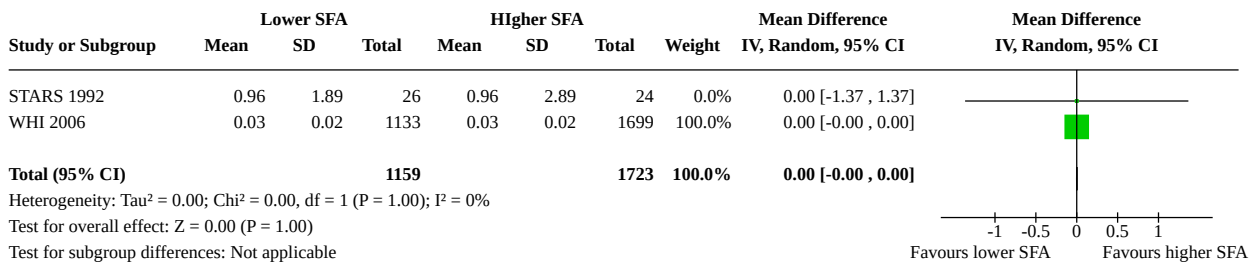 Lower SFA HIgher SFA Mean Difference Mean Difference
Study or Subgroup Mean SD Total Mean SD Total Weight IV, Random, 95% CI IV, Random, 95% CI
STARS 1992 0.96 1.89 26 0.96 2.89 24 0.0% 0.00 [-1.37 , 1.37]
WHI 2006 0.03 0.02 1133 0.03 0.02 1699 100.0% 0.00 [-0.00 , 0.00]
Total (95% CI) 1159 1723 100.0% 0.00 [-0.00 , 0.00]
Heterogeneity: Tau² = 0.00; Chi² = 0.00, df = 1 (P = 1.00); I² = 0%
Test for overall effect: Z = 0.00 (P = 1.00) -1 -0.5 0 0.5 1
Test for subgroup differences: Not applicable Favours lower SFA Favours higher SFA